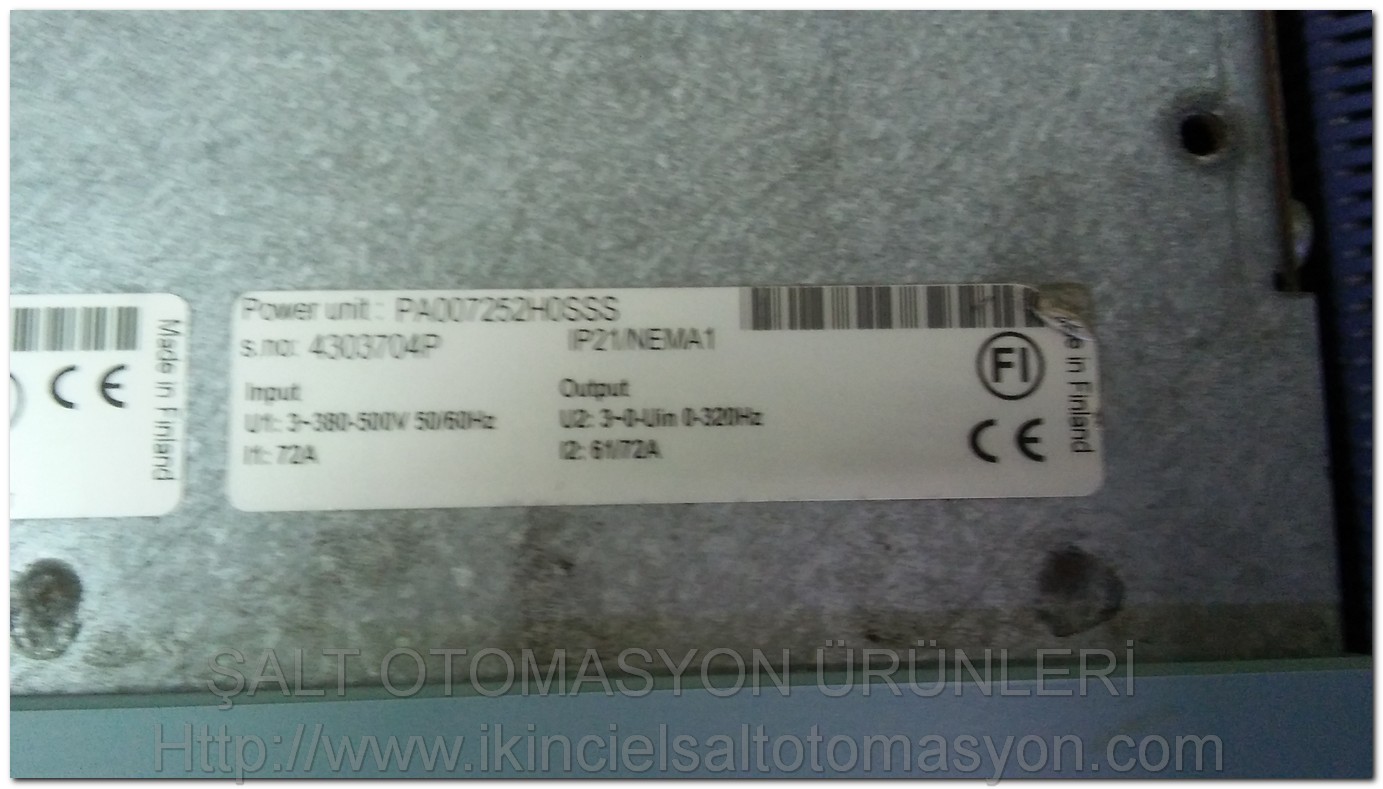 Made in Finland
CE
Power unit : PA007252H0SSS
s.no: 4303704P
IP21/NEMA1
Input
U1: 3~380-500V 50/60Hz
I1: 72A
Output
U2: 3~0-Uin 0-320Hz
I2: 61/72A
FI
CE
in Finland
ŞALT OTOMASYON ÜRÜNLERİ
Http://www.ikincielsaltotomasyon.com